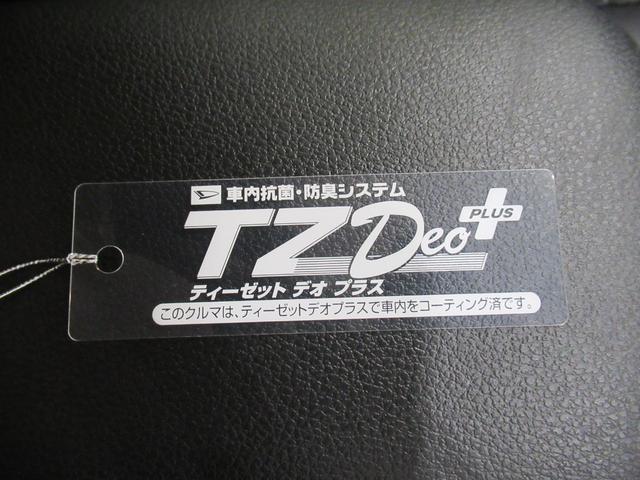 車内抗菌・防臭システム
TZ Deo PLUS
ティーゼット デオ プラス
このクルマは、ティーゼットデオプラスで車内をコーティング済です。